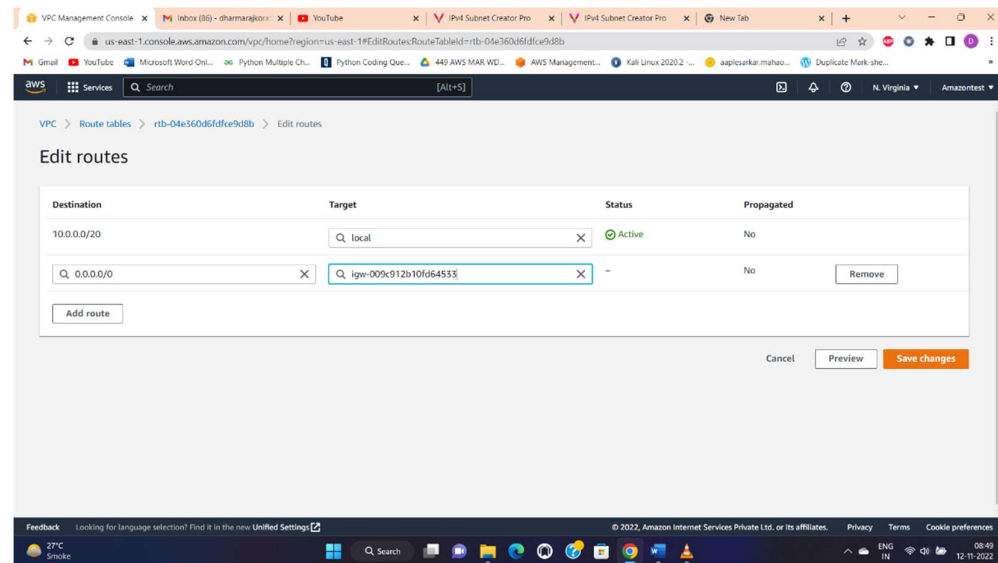 VPC Management Console
Inbox (86) - dharmarajkora
YouTube
IPv4 Subnet Creator Pro
IPv4 Subnet Creator Pro
New Tab
us-east-1.console.aws.amazon.com/vpc/home?region=us-east-1#EditRoutes:RouteTableId=rtb-04e360d6fdfce9d8b
Gmail
YouTube
Microsoft Word Onl...
Python Multiple Ch...
Python Coding Que...
449 AWS MAR WD...
AWS Management...
Kali Linux 2020.2 -...
aaplesarkar.mahao...
Duplicate Mark-she...
»
aws
Services
Search
[Alt+S]
N. Virginia
Amazontest
VPC > Route tables > rtb-04e360d6fdfce9d8b > Edit routes
Edit routes
Destination Target Status Propagated
10.0.0.0/20 local Active No
0.0.0.0/0 igw-009c912b10fd64533 – No Remove
Add route
Cancel Preview Save changes
Feedback Looking for language selection? Find it in the new Unified Settings © 2022, Amazon Internet Services Private Ltd. or its affiliates. Privacy Terms Cookie preferences
27°C
Smoke
Search
ENG
IN
08:49
12-11-2022